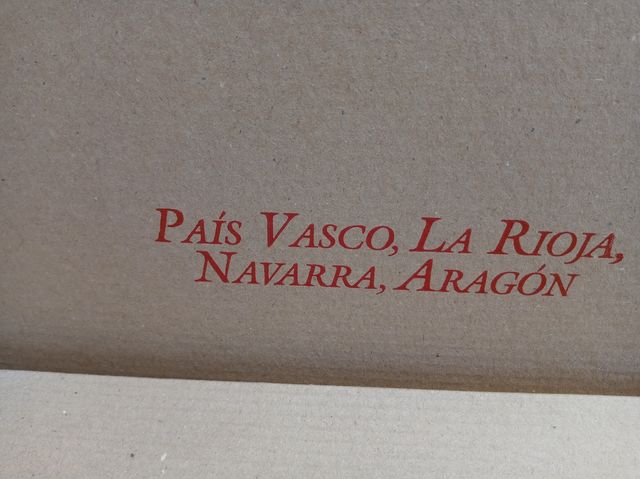 PAÍS VASCO, LA RIOJA,
NAVARRA, ARAGÓN